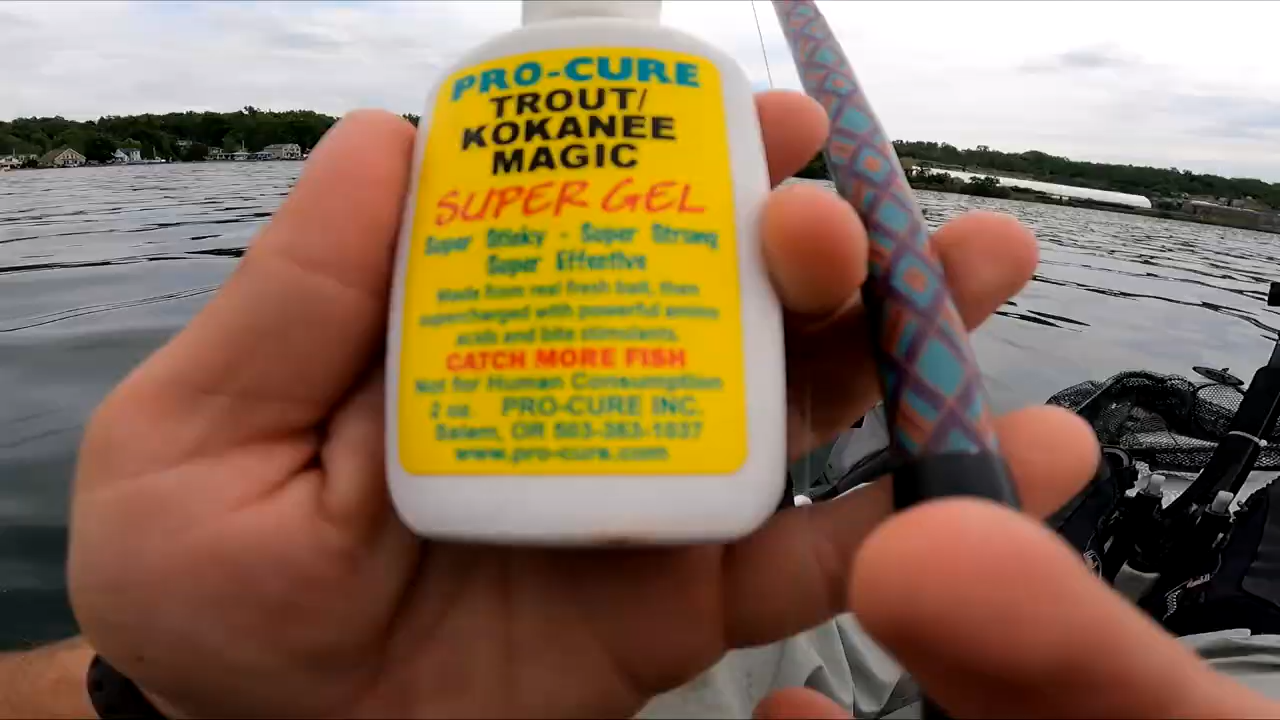 PRO-CURE
TROUT/
KOKANEE
MAGIC
SUPER GEL
Super Sticky - Super Strong
Super Effective
Made from real fresh bait, then
supercharged with powerful amino
acids and bite stimulants.
CATCH MORE FISH
Not for Human Consumption
2 oz. PRO-CURE INC.
Salem, OR 503-363-1037
www.pro-cure.com